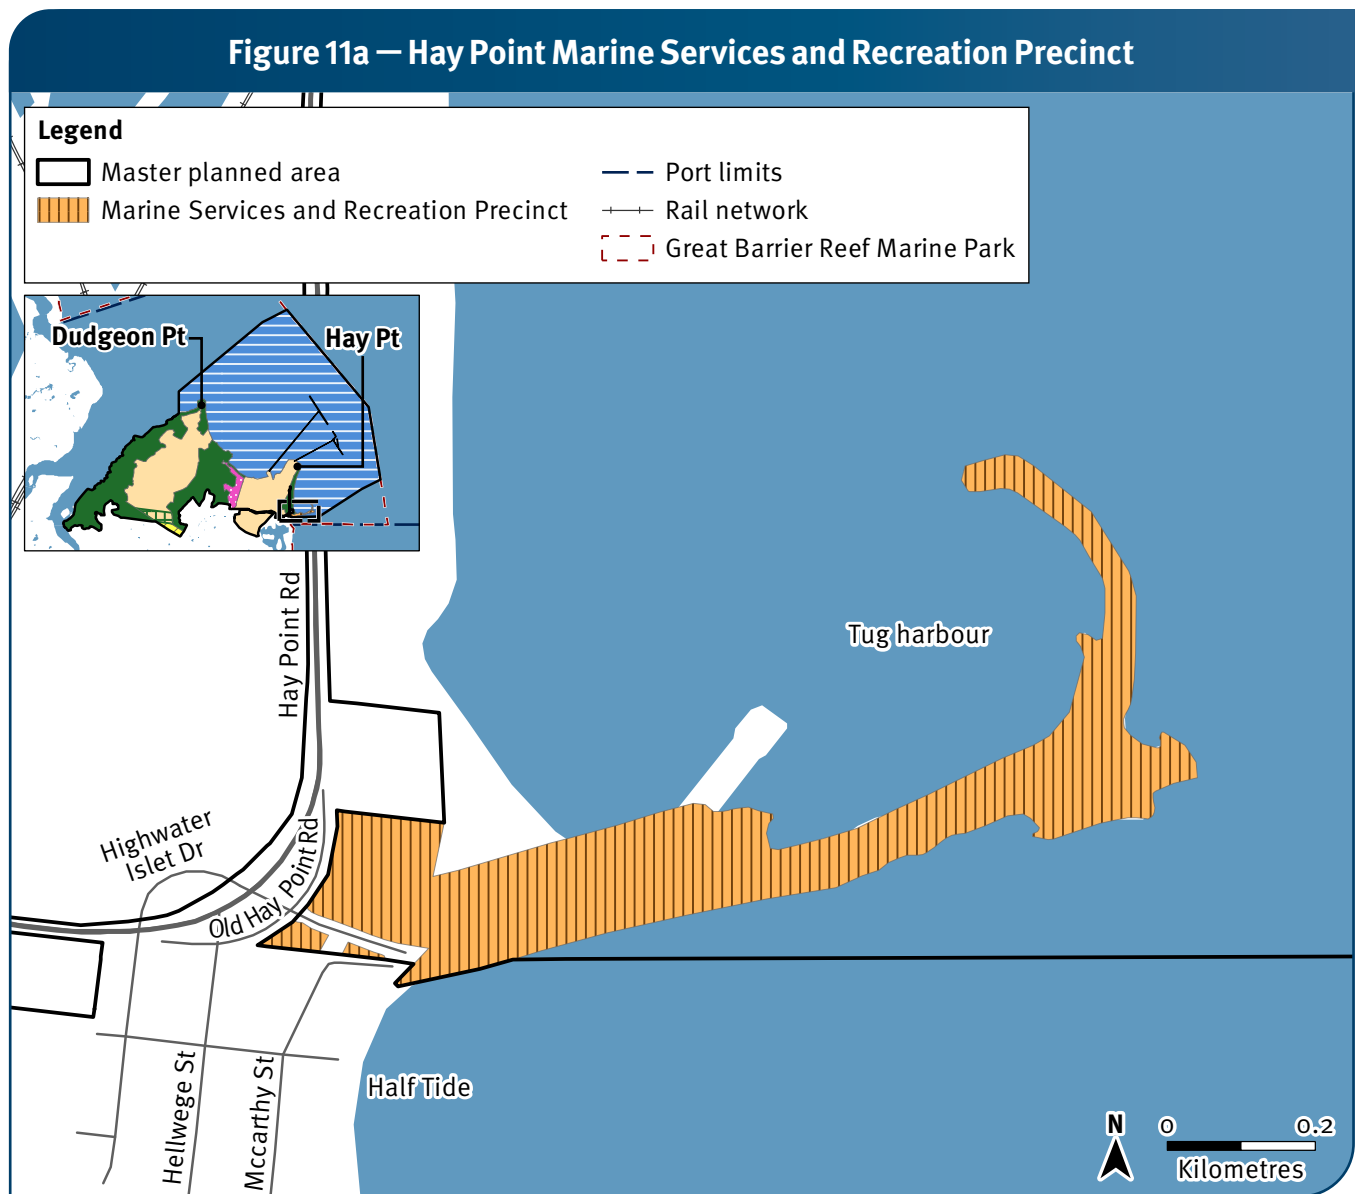 Figure 11a — Hay Point Marine Services and Recreation Precinct
Legend
Master planned area
Marine Services and Recreation Precinct
Port limits
Rail network
Great Barrier Reef Marine Park
Dudgeon Pt
Hay Pt
Hay Point Rd
Tug harbour
Highwater
Islet Dr
Old Hay Point Rd
Half Tide
Hellwege St
Mccarthy St
N
0 0.2
Kilometres